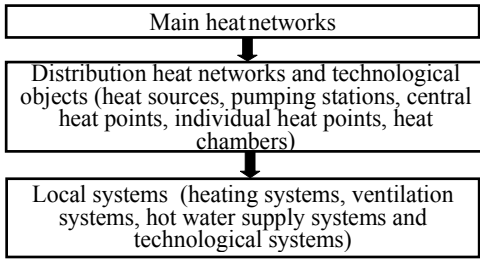 Main heat networks
Distribution heat networks and technological
objects (heat sources, pumping stations, central
heat points, individual heat points, heat
chambers)
Local systems (heating systems, ventilation
systems, hot water supply systems and
technological systems)